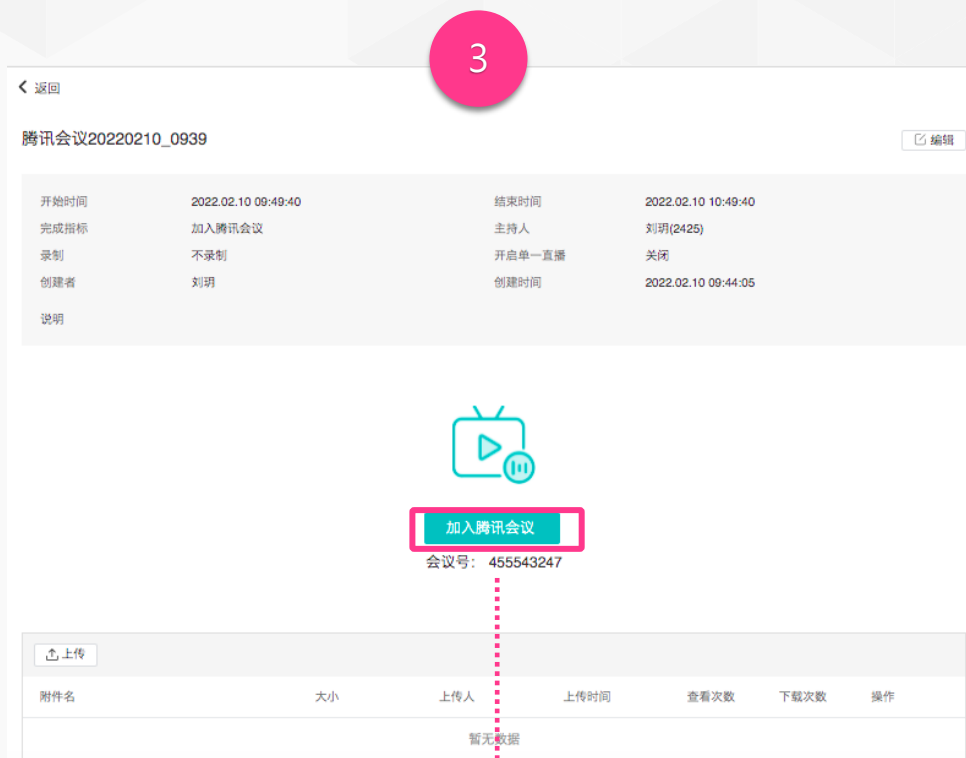 3
返回
腾讯会议20220210_0939
编辑
开始时间 2022.02.10 09:49:40 结束时间 2022.02.10 10:49:40
完成指标 加入腾讯会议 主持人 刘玥(2425)
录制 不录制 开启单一直播 关闭
创建者 刘玥 创建时间 2022.02.10 09:44:05
说明
加入腾讯会议
会议号： 455543247
上传
附件名 大小 上传人 上传时间 查看次数 下载次数 操作
暂无数据